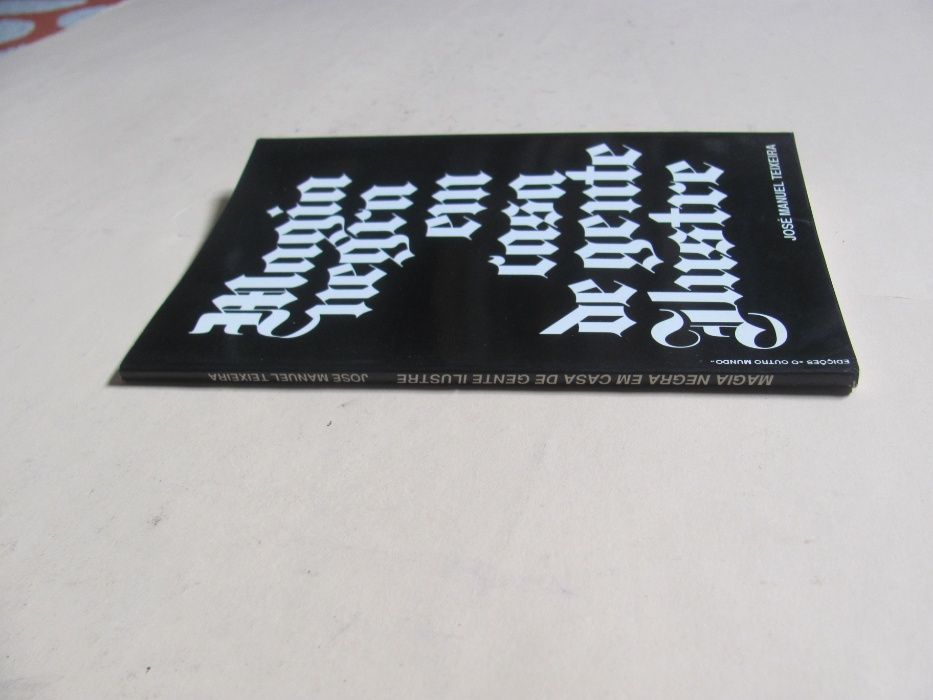 Magia
negra
em
casa
de gente
Ilustre
JOSÉ MANUEL TEIXEIRA
EDIÇÕES «O OUTRO MUNDO»
MAGIA NEGRA EM CASA DE GENTE ILUSTRE JOSÉ MANUEL TEIXEIRA